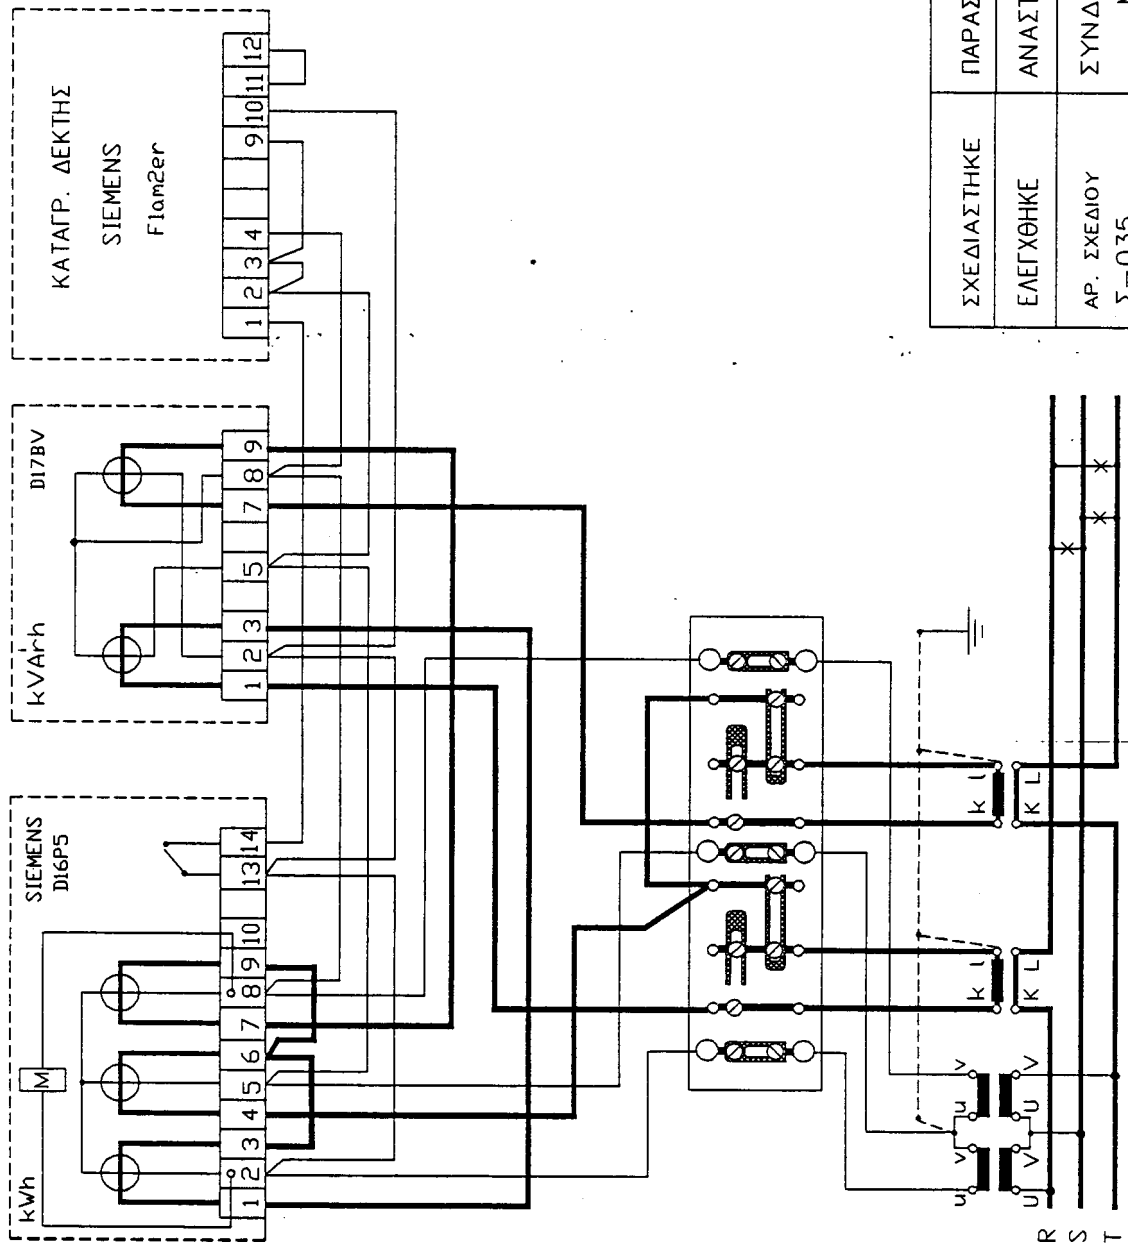 ΚΑΤΑΓΡ. ΔΕΚΤΗΣ
SIEMENS
Flam2er
1 2 3 4 9 10 11 12
kVArh
D17BV
1 2 3 5 7 8 9
kWh
SIEMENS
D16P5
M
1 2 3 4 5 6 7 8 9 10 13 14
k l
K L
k l
K L
u v u v
U V U V
R
S
T
ΣΧΕΔΙΑΣΤΗΚΕ
ΕΛΕΓΧΘΗΚΕ
ΑΡ. ΣΧΕΔΙΟΥ
Σ-035
ΠΑΡΑΣ
ΑΝΑΣΤ
ΣΥΝΔ